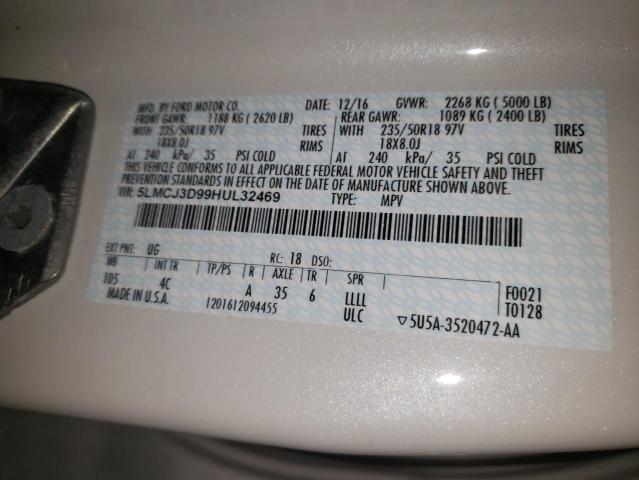 MFD. BY FORD MOTOR CO. DATE: 12/16 GVWR: 2268 KG ( 5000 LB)
FRONT GAWR: 1188 KG ( 2620 LB) REAR GAWR: 1089 KG ( 2400 LB)
WITH 235/50R18 97V TIRES WITH 235/50R18 97V TIRES
18X8.0J RIMS 18X8.0J RIMS
AT 240 kPa/ 35 PSI COLD AT 240 kPa/ 35 PSI COLD
THIS VEHICLE CONFORMS TO ALL APPLICABLE FEDERAL MOTOR VEHICLE SAFETY AND THEFT
PREVENTION STANDARDS IN EFFECT ON THE DATE OF MANUFACTURE SHOWN ABOVE.
VIN: 5LMCJ3D99HUL32469 TYPE: MPV
EXT PNT: UG RC: 18 DSO:
WB INT TR TP/PS R AXLE TR SPR F0021
105 4C A 35 6 LLLL T0128
MADE IN U.S.A. 1201612094455 ULC ▽5U5A-3520472-AA